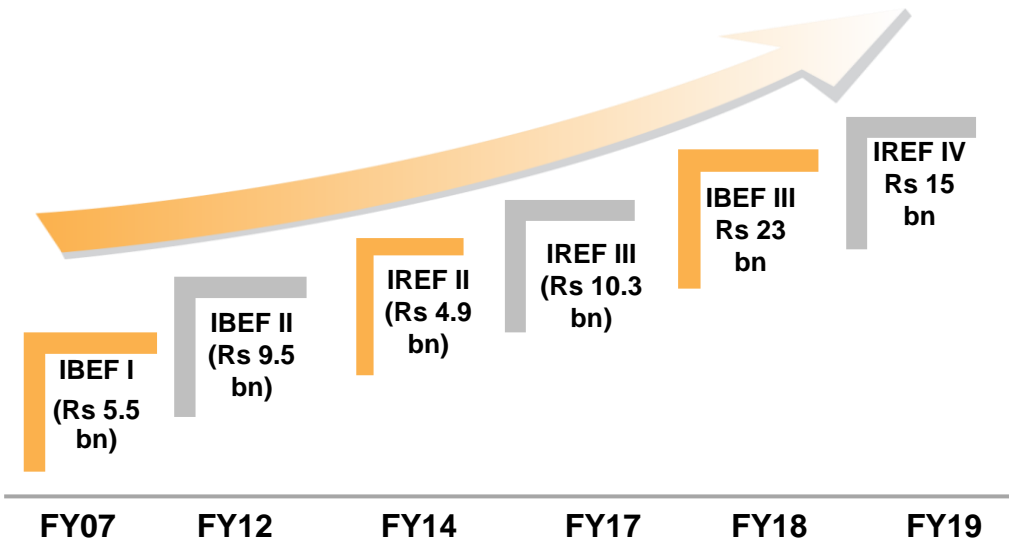 IBEF I
(Rs 5.5
bn)
IBEF II
(Rs 9.5
bn)
IREF II
(Rs 4.9
bn)
IREF III
(Rs 10.3
bn)
IBEF III
Rs 23
bn
IREF IV
Rs 15
bn
FY07 FY12 FY14 FY17 FY18 FY19